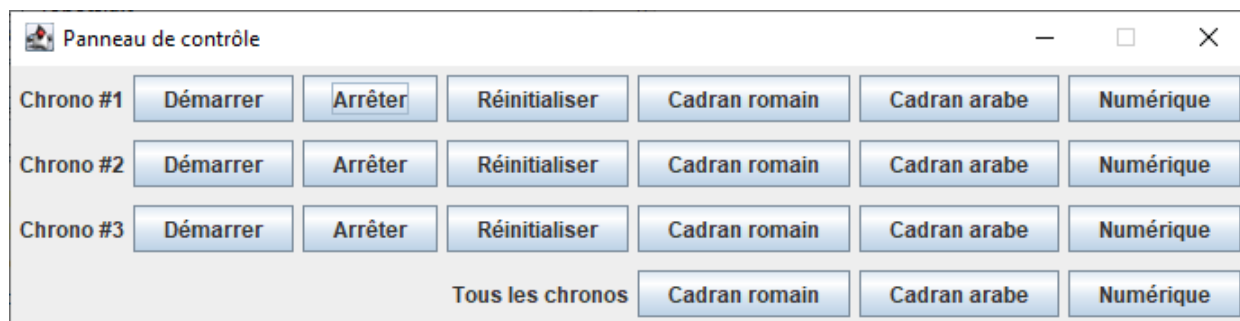 Panneau de contrôle
Chrono #1 Démarrer Arrêter Réinitialiser Cadran romain Cadran arabe Numérique
Chrono #2 Démarrer Arrêter Réinitialiser Cadran romain Cadran arabe Numérique
Chrono #3 Démarrer Arrêter Réinitialiser Cadran romain Cadran arabe Numérique
Tous les chronos Cadran romain Cadran arabe Numérique